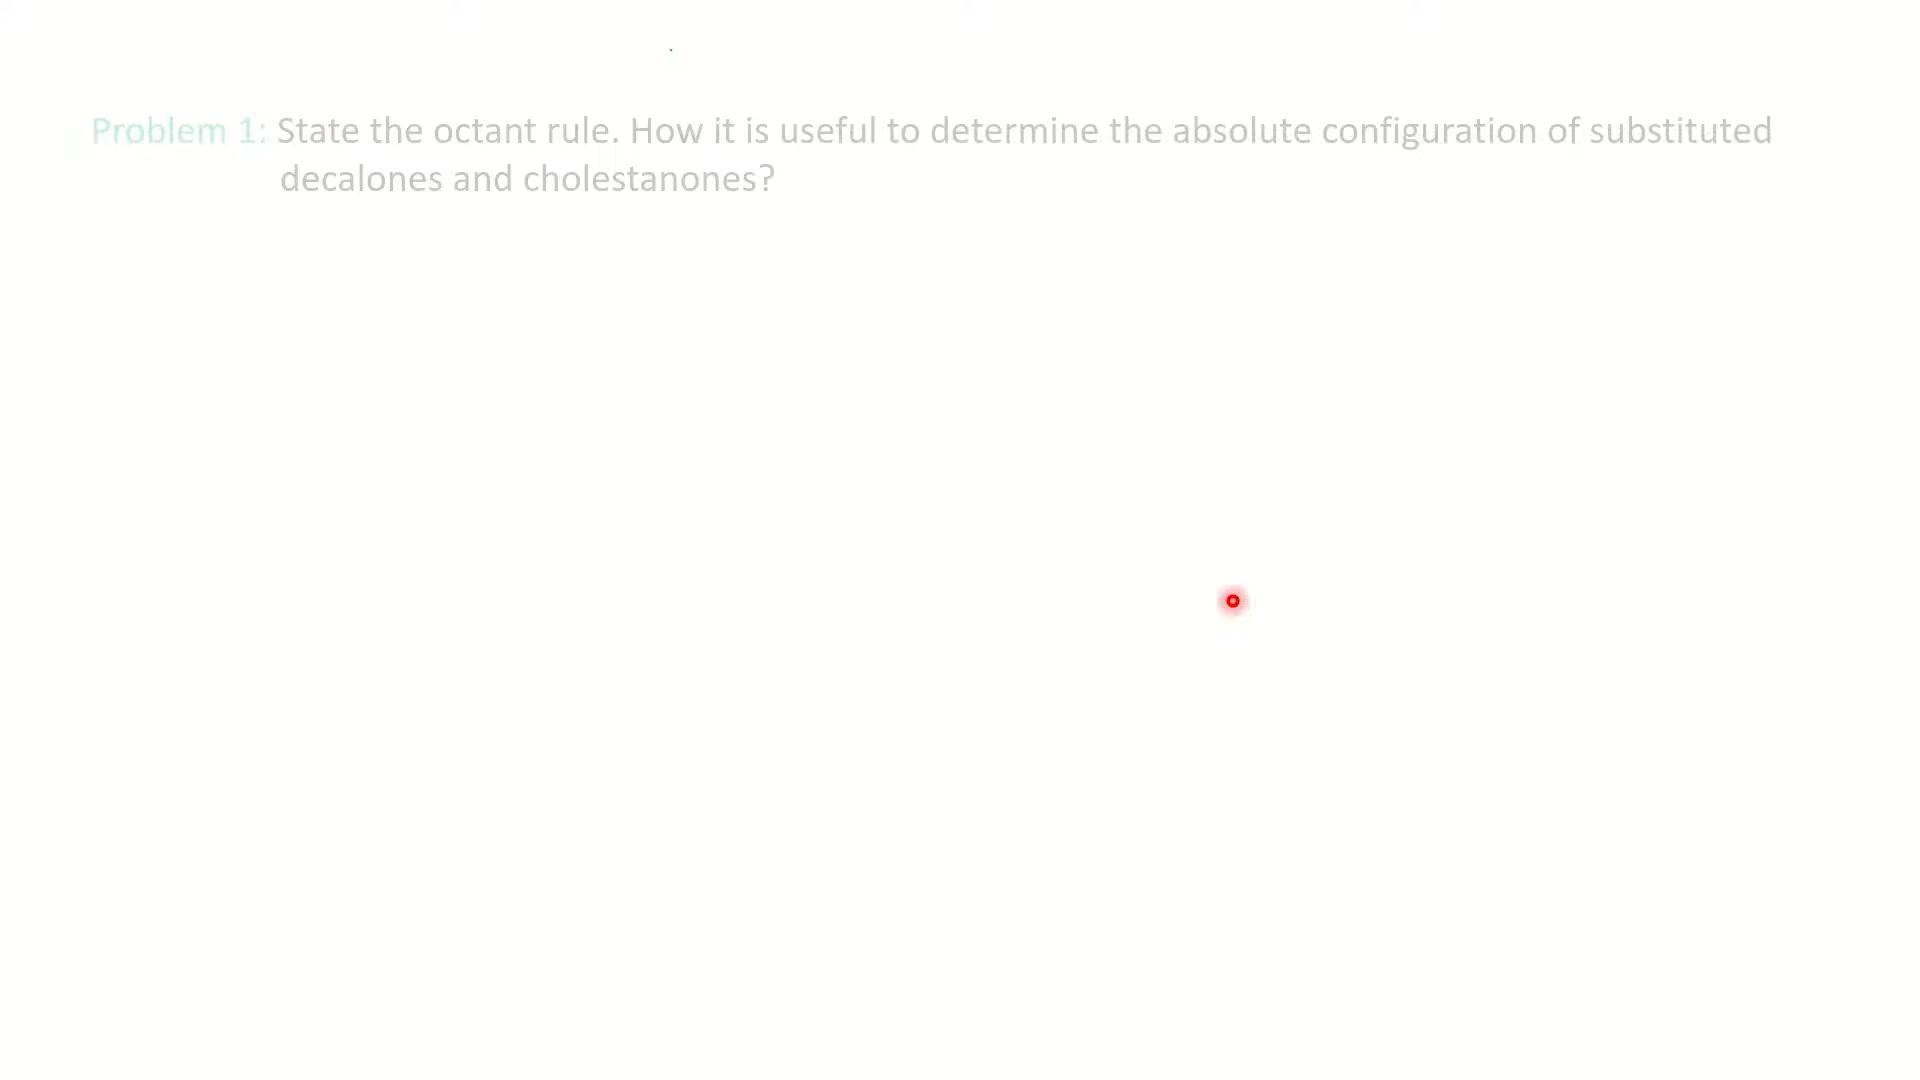 Problem 1: State the octant rule. How it is useful to determine the absolute configuration of substituted
decalones and cholestanones?